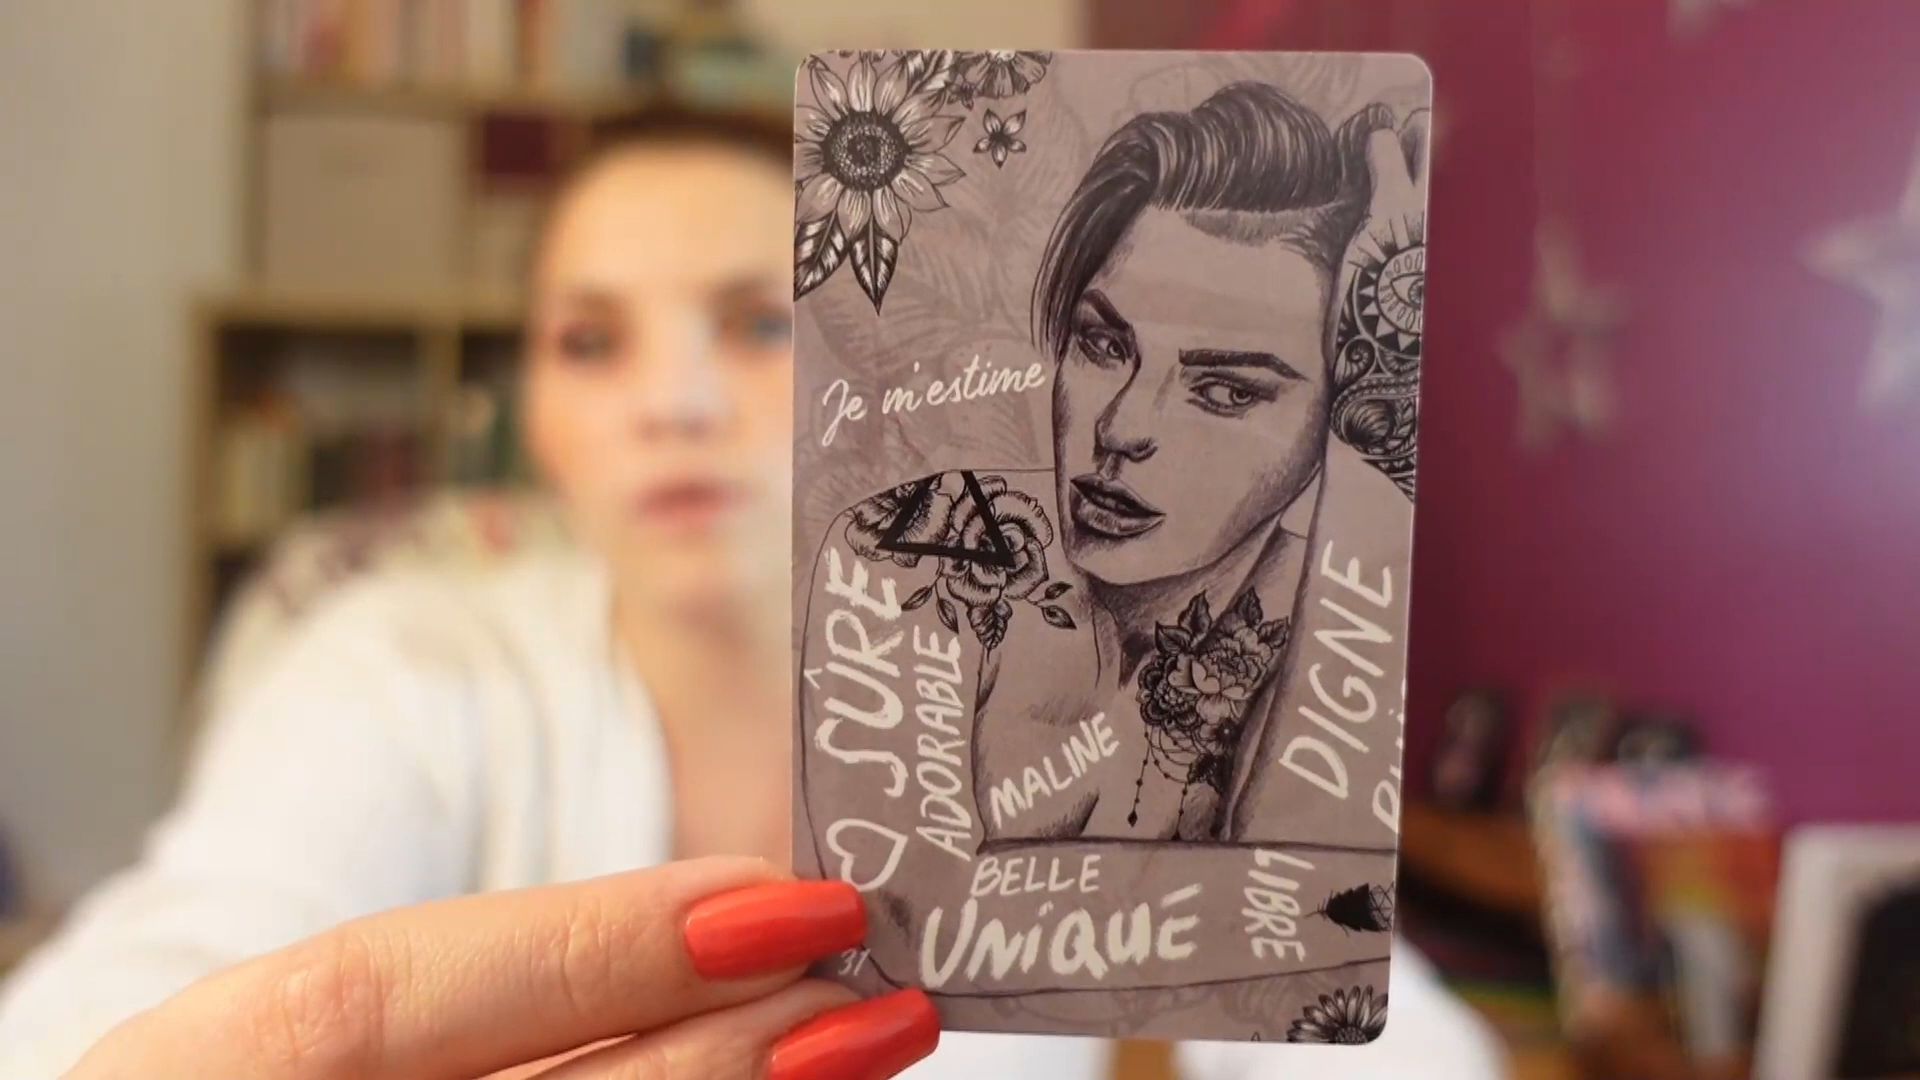 Je m'estime
SÛRE
ADORABLE
MALINE
DIGNE
BELLE
UNIQUE
LIBRE
31